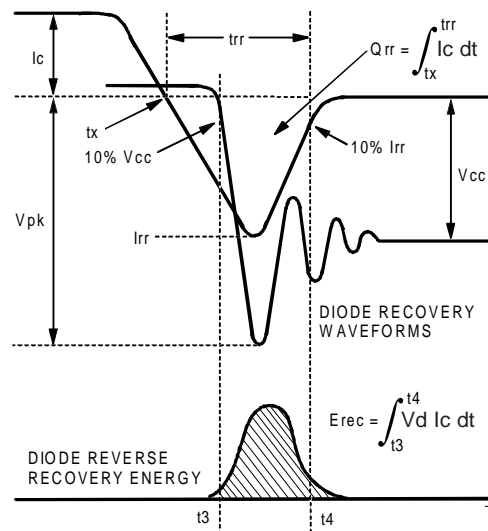 trr
Qrr = ∫ trr tx Ic dt
Ic
tx
10% Vcc
10% Irr
Vcc
Vpk
Irr
DIODE RECOVERY
WAVEFORMS
Erec = ∫ t4 t3 Vd Ic dt
DIODE REVERSE
RECOVERY ENERGY
t3
t4